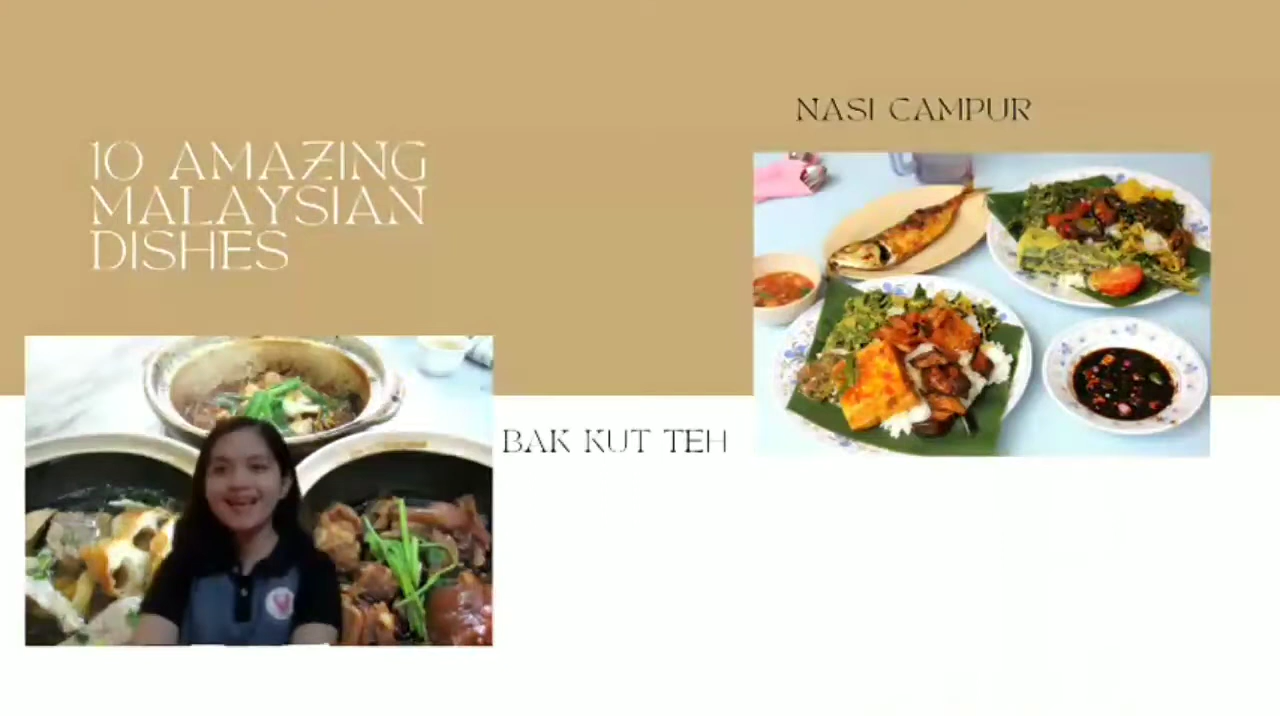 10 AMAZING
MALAYSIAN
DISHES
NASI CAMPUR
BAK KUT TEH